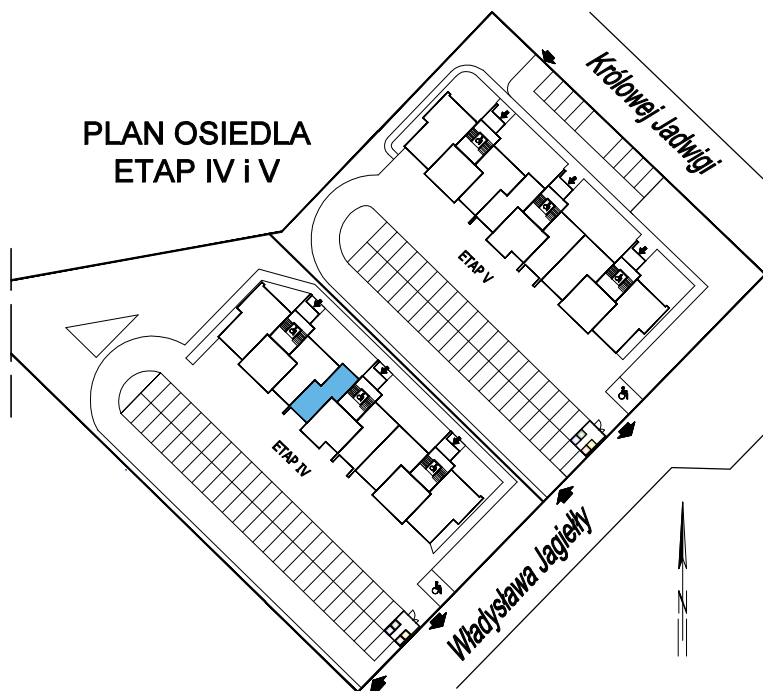 PLAN OSIEDLA
ETAP IV i V
Królowej Jadwigi
ETAP V
ETAP IV
Władysława Jagiełły
N